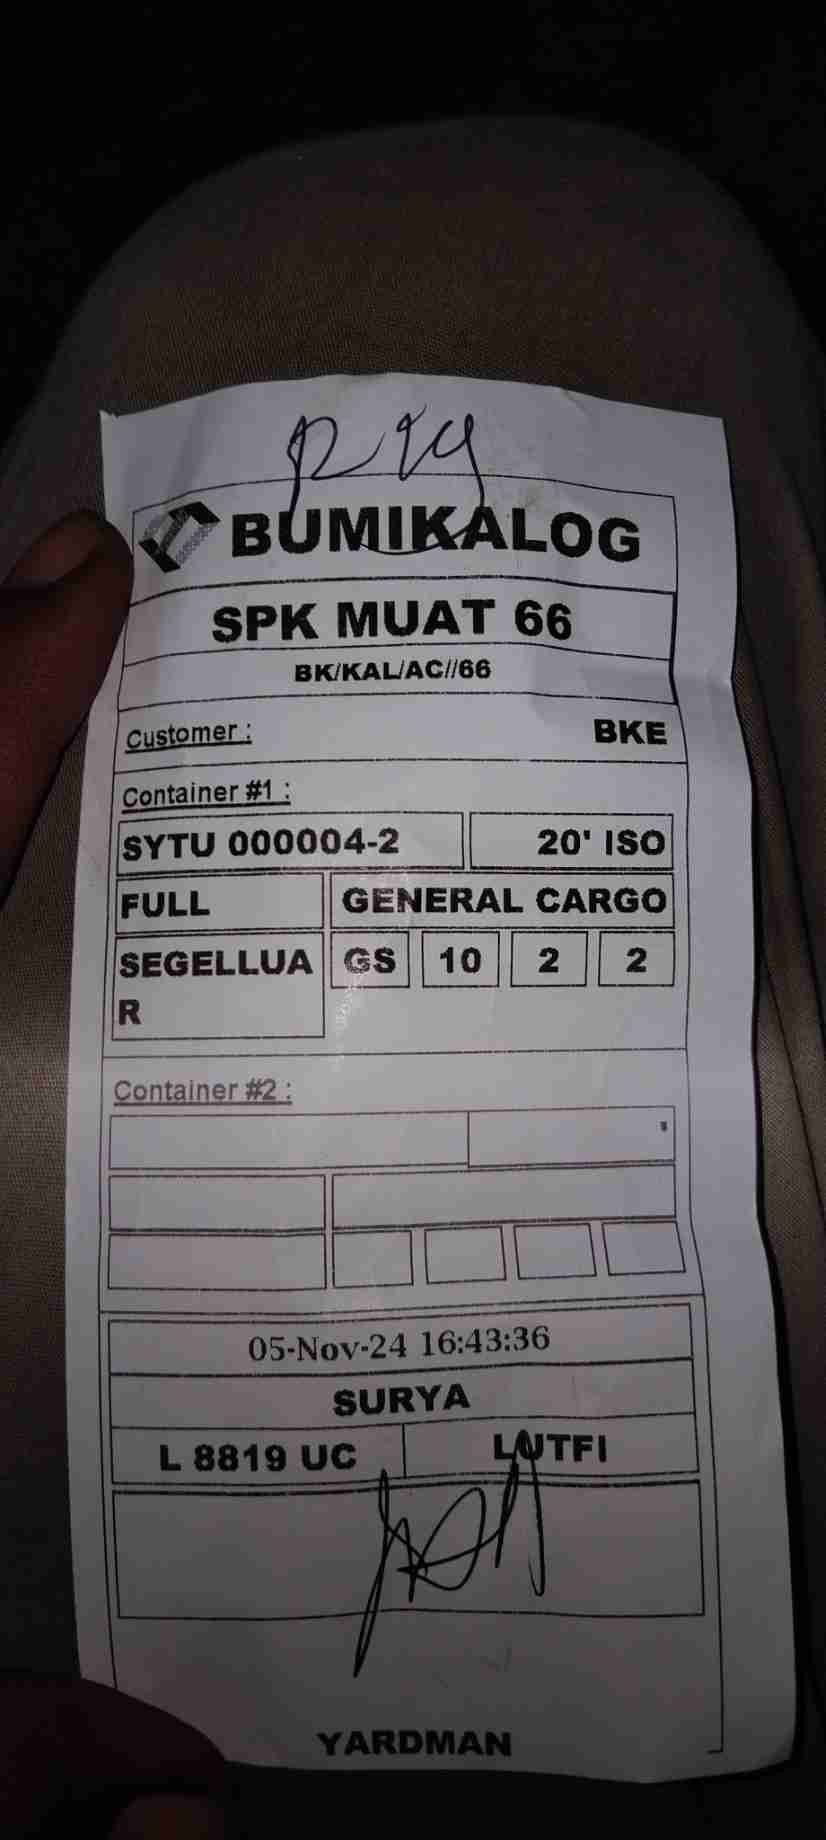 BUMIKALOG
SPK MUAT 66
BK/KAL/AC//66
Customer : BKE
Container #1 :
SYTU 000004-2 20' ISO
FULL GENERAL CARGO
SEGELLUA GS 10 2 2
R
Container #2 :
'
05-Nov-24 16:43:36
SURYA
L 8819 UC LUTFI
YARDMAN